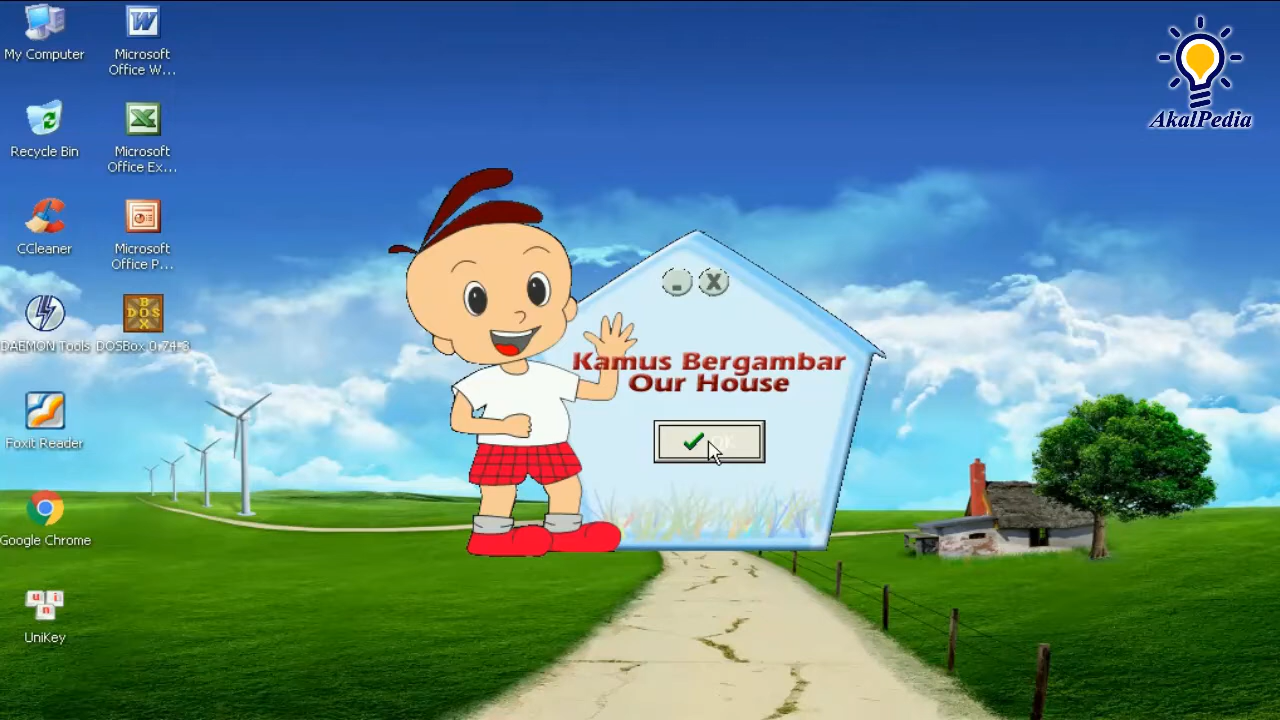 My Computer
Microsoft
Office W...
Recycle Bin
Microsoft
Office Ex...
CCleaner
Microsoft
Office P...
DAEMON Tools
DOSBox 0.74-3
Foxit Reader
Google Chrome
UniKey
AkalPedia
Kamus Bergambar
Our House